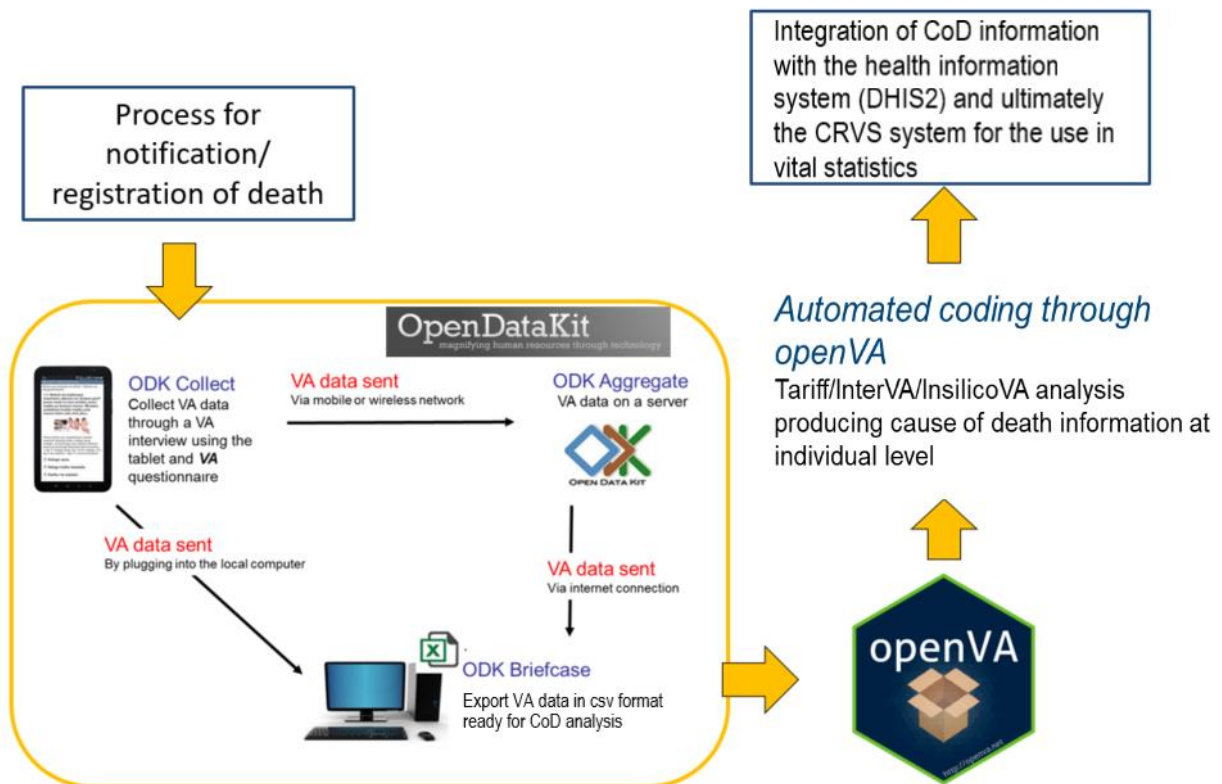 Process for
notification/
registration of death
Integration of CoD information
with the health information
system (DHIS2) and ultimately
the CRVS system for the use in
vital statistics
OpenDataKit
magnifying human resources through technology
ODK Collect
Collect VA data
through a VA
interview using the
tablet and VA
questionnaire
VA data sent
Via mobile or wireless network
ODK Aggregate
VA data on a server
OPEN DATA KIT
VA data sent
By plugging into the local computer
VA data sent
Via internet connection
ODK Briefcase
Export VA data in csv format
ready for CoD analysis
openVA
http://openva.net
Automated coding through
openVA
Tariff/InterVA/InsilicoVA analysis
producing cause of death information at
individual level